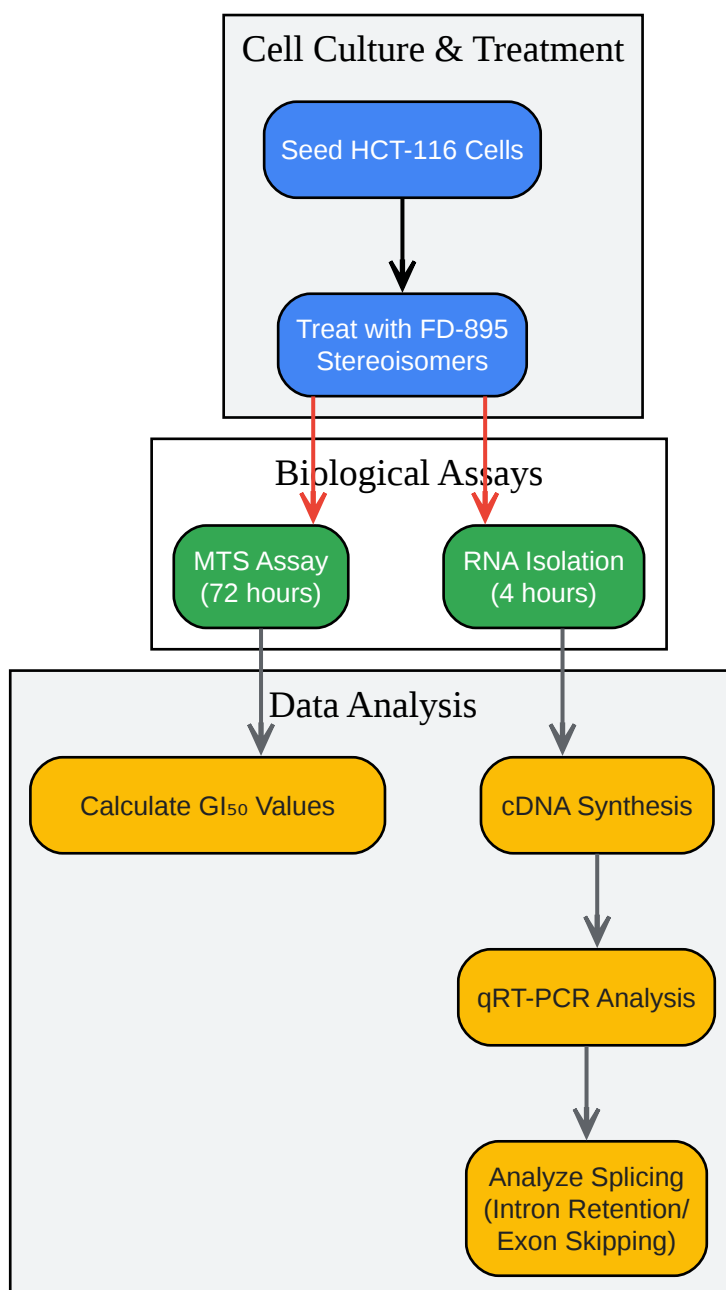 Cell Culture & Treatment
Seed HCT-116 Cells
Treat with FD-895
Stereoisomers
Biological Assays
MTS Assay
(72 hours)
RNA Isolation
(4 hours)
Data Analysis
Calculate GI₅₀ Values
cDNA Synthesis
qRT-PCR Analysis
Analyze Splicing
(Intron Retention/
Exon Skipping)